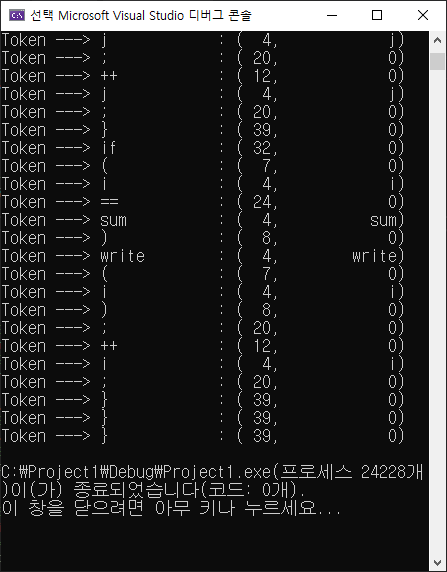 선택 Microsoft Visual Studio 디버그 콘솔
Token ---> j : ( 4, j)
Token ---> ; : ( 20, 0)
Token ---> ++ : ( 12, 0)
Token ---> j : ( 4, j)
Token ---> ; : ( 20, 0)
Token ---> } : ( 39, 0)
Token ---> if : ( 32, 0)
Token ---> ( : ( 7, 0)
Token ---> i : ( 4, i)
Token ---> == : ( 24, 0)
Token ---> sum : ( 4, sum)
Token ---> ) : ( 8, 0)
Token ---> write : ( 4, write)
Token ---> ( : ( 7, 0)
Token ---> i : ( 4, i)
Token ---> ) : ( 8, 0)
Token ---> ; : ( 20, 0)
Token ---> ++ : ( 12, 0)
Token ---> i : ( 4, i)
Token ---> ; : ( 20, 0)
Token ---> } : ( 39, 0)
Token ---> } : ( 39, 0)
Token ---> } : ( 39, 0)
C:₩Project1₩Debug₩Project1.exe(프로세스 24228개
)이(가) 종료되었습니다(코드: 0개).
이 창을 닫으려면 아무 키나 누르세요...